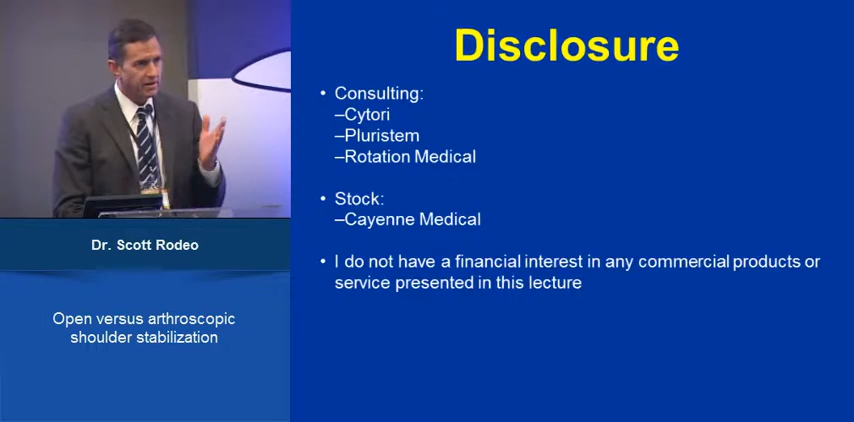 Disclosure
• Consulting:
–Cytori
–Pluristem
–Rotation Medical
• Stock:
–Cayenne Medical
• I do not have a financial interest in any commercial products or
service presented in this lecture
Dr. Scott Rodeo
Open versus arthroscopic
shoulder stabilization